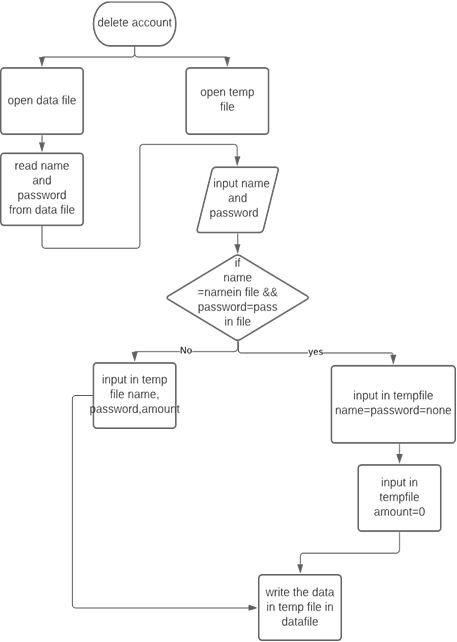 delete account
open data file
open temp
file
read name
and
password
from data file
input name
and
password
if
name
=namein file &&
password=pass
in file
No
yes
input in temp
file name,
password,amount
input in tempfile
name=password=none
input in
tempfile
amount=0
write the data
in temp file in
datafile